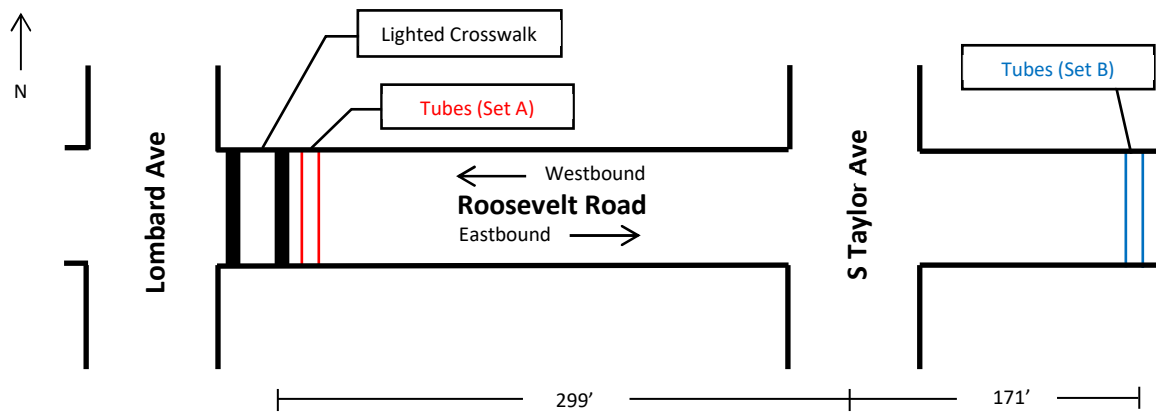 Lighted Crosswalk
Tubes (Set B)
N
Tubes (Set A)
Lombard Ave
Westbound
Roosevelt Road
Eastbound
S Taylor Ave
299’
171’